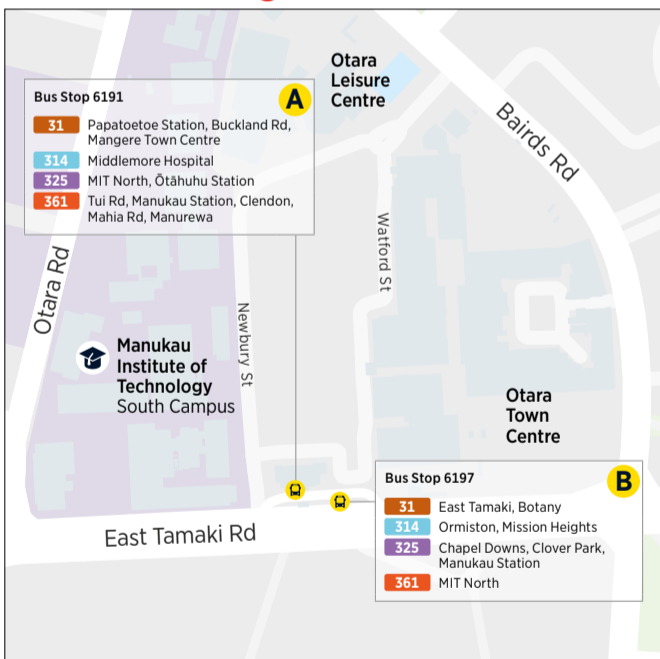 Otara
Leisure
Centre
Bairds Rd
Bus Stop 6191
A
31 Papatoetoe Station, Buckland Rd,
Mangere Town Centre
314 Middlemore Hospital
325 MIT North, Ōtāhuhu Station
361 Tui Rd, Manukau Station, Clendon,
Mahia Rd, Manurewa
Watford St
Otara Rd
Newbury St
Manukau
Institute of
Technology
South Campus
Otara
Town
Centre
East Tamaki Rd
Bus Stop 6197
B
31 East Tamaki, Botany
314 Ormiston, Mission Heights
325 Chapel Downs, Clover Park,
Manukau Station
361 MIT North